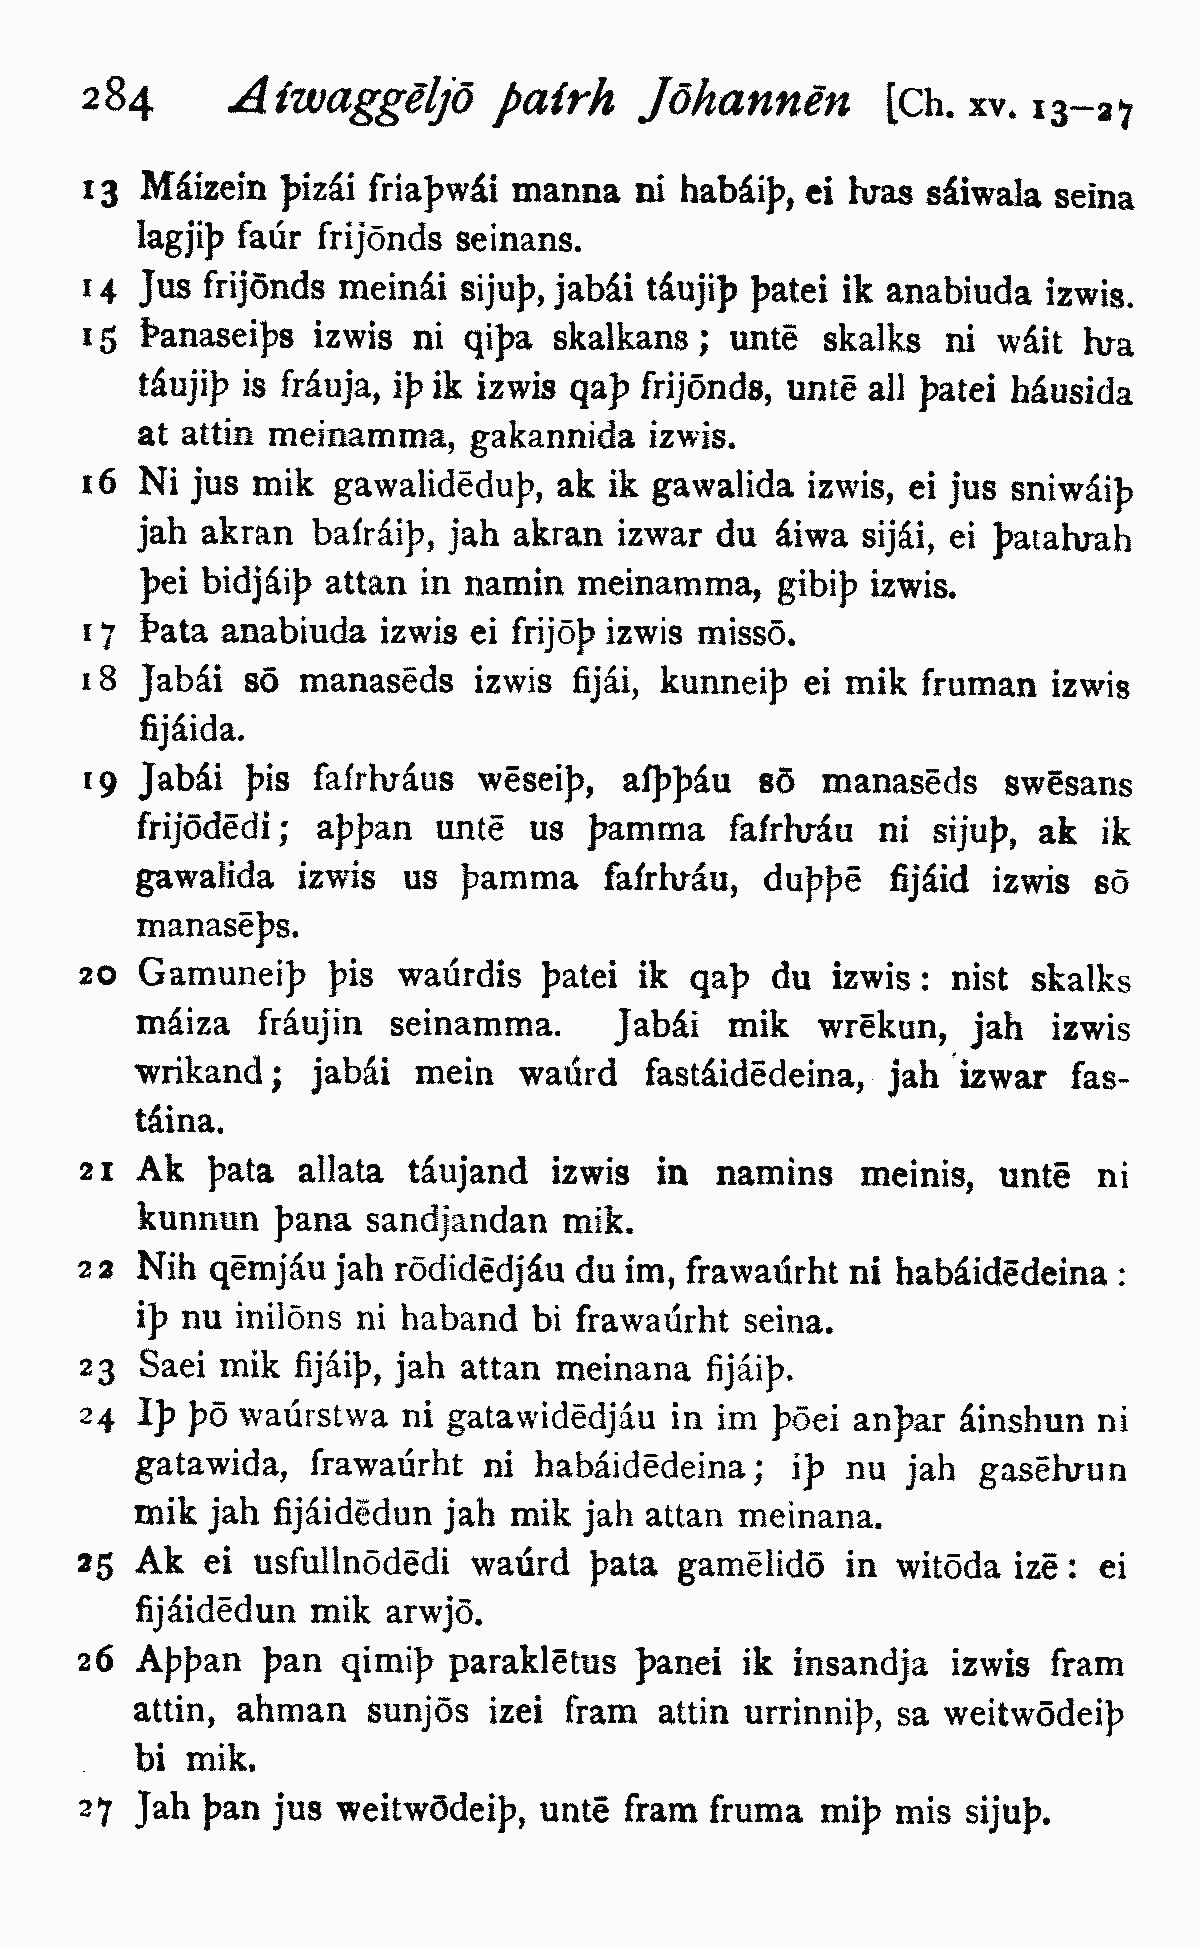 284 Aíwaggēljō þaírh Jōhannēn [Ch. xv. 13–27
13 Máizein þizái friaþwái manna ni habáiþ, ei ƕas sáiwala seina
lagjiþ faúr frijōnds seinans.
14 Jus frijōnds meinái sijuþ, jabái táujiþ þatei ik anabiuda izwis.
15 Þanaseiþs izwis ni qiþa skalkans; untē skalks ni wáit ƕa
táujiþ is fráuja, iþ ik izwis qaþ frijōnds, untē all þatei háusida
at attin meinamma, gakannida izwis.
16 Ni jus mik gawalidēduþ, ak ik gawalida izwis, ei jus sniwáiþ
jah akran baíráiþ, jah akran izwar du áiwa sijái, ei þataƕah
þei bidjáiþ attan in namin meinamma, gibiþ izwis.
17 Þata anabiuda izwis ei frijōþ izwis missō.
18 Jabái sō manasēds izwis fijái, kunneiþ ei mik fruman izwis
fijáida.
19 Jabái þis faírƕáus wēseiþ, aíþþáu sō manasēds swēsans
frijōdēdi; aþþan untē us þamma faírƕáu ni sijuþ, ak ik
gawalida izwis us þamma faírƕáu, duþþē fijáid izwis sō
manasēþs.
20 Gamuneiþ þis waúrdis þatei ik qaþ du izwis: nist skalks
máiza fráujin seinamma. Jabái mik wrēkun, jah izwis
wrikand; jabái mein waúrd fastáidēdeina, jah izwar fas-
táina.
21 Ak þata allata táujand izwis in namins meinis, untē ni
kunnun þana sandjandan mik.
22 Nih qēmjáu jah rōdidēdjáu du im, frawaúrht ni habáidēdeina:
iþ nu inilōns ni haband bi frawaúrht seina.
23 Saei mik fijáiþ, jah attan meinana fijáiþ.
24 Iþ þō waúrstwa ni gatawidēdjáu in im þōei anþar áinshun ni
gatawida, frawaúrht ni habáidēdeina; iþ nu jah gasēƕun
mik jah fijáidēdun jah mik jah attan meinana.
25 Ak ei usfullnōdēdi waúrd þata gamēlidō in witōda izē: ei
fijáidēdun mik arwjō.
26 Aþþan þan qimiþ paraklētus þanei ik insandja izwis fram
attin, ahman sunjōs izei fram attin urrinniþ, sa weitwōdeiþ
bi mik.
27 Jah þan jus weitwōdeiþ, untē fram fruma miþ mis sijuþ.